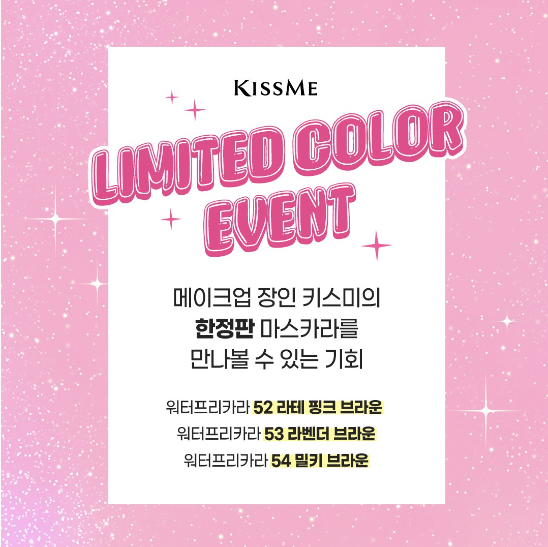 KISSME
LIMITED COLOR
EVENT
메이크업 장인 키스미의
한정판 마스카라를
만나볼 수 있는 기회
워터프리카라 52 라테 핑크 브라운
워터프리카라 53 라벤더 브라운
워터프리카라 54 밀키 브라운